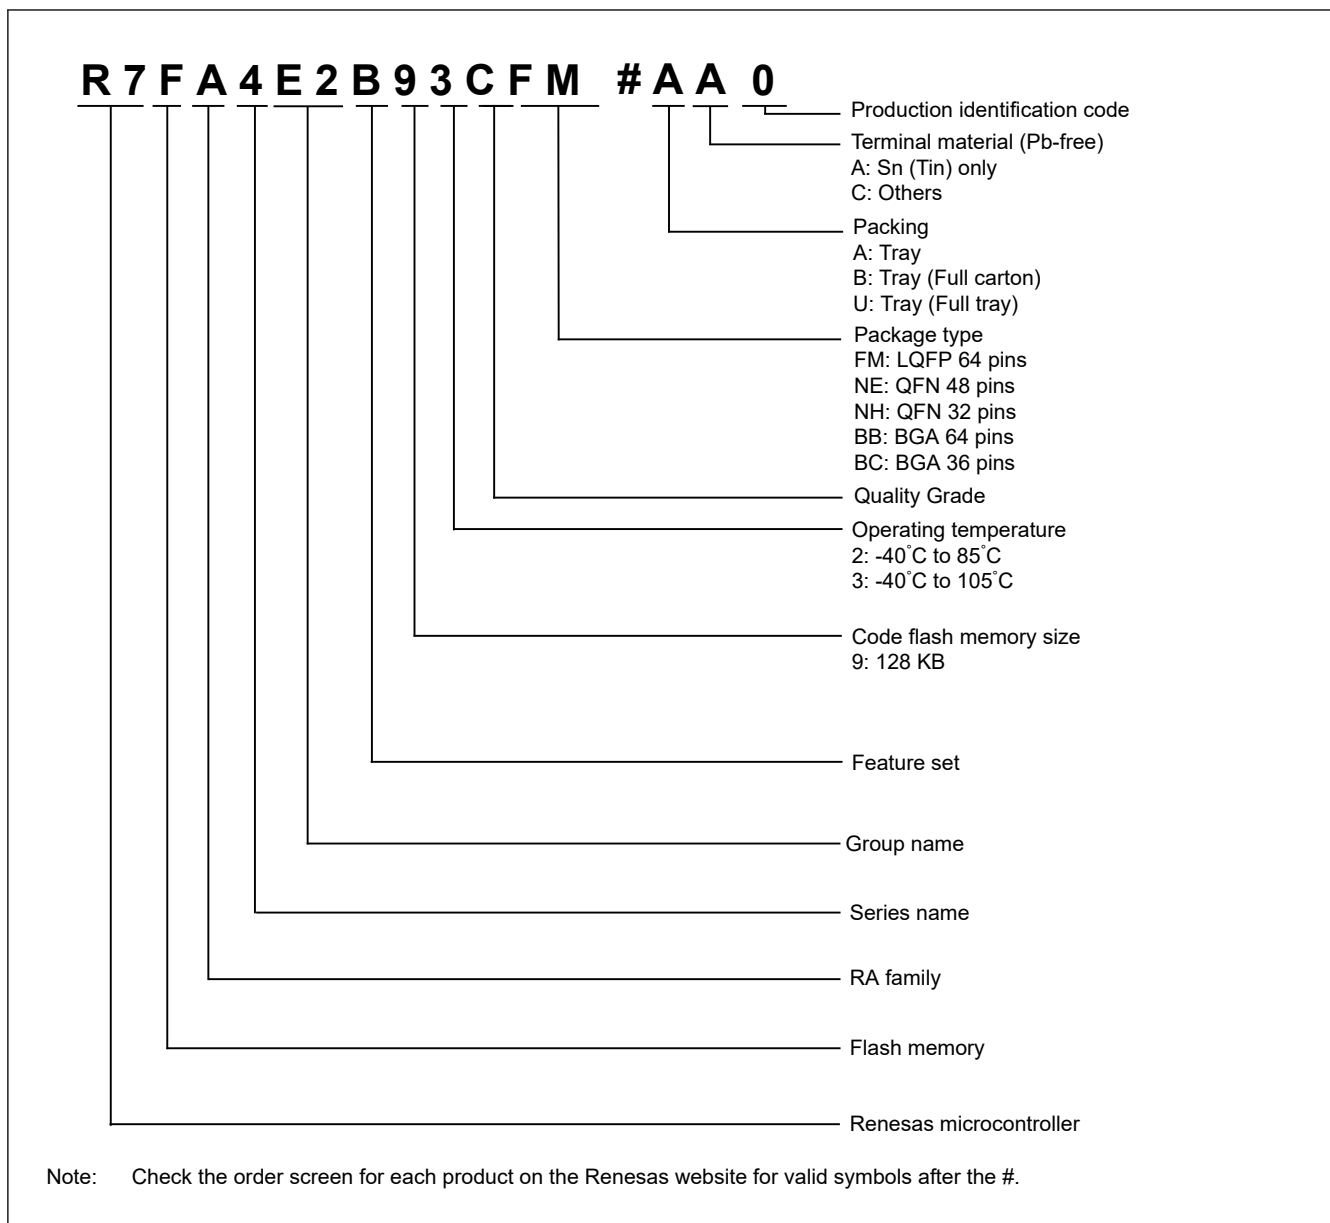 R7FA4E2B93CFM #AA0
Production identification code
Terminal material (Pb-free)
A: Sn (Tin) only
C: Others
Packing
A: Tray
B: Tray (Full carton)
U: Tray (Full tray)
Package type
FM: LQFP 64 pins
NE: QFN 48 pins
NH: QFN 32 pins
BB: BGA 64 pins
BC: BGA 36 pins
Quality Grade
Operating temperature
2: -40°C to 85°C
3: -40°C to 105°C
Code flash memory size
9: 128 KB
Feature set
Group name
Series name
RA family
Flash memory
Renesas microcontroller
Note: Check the order screen for each product on the Renesas website for valid symbols after the #.